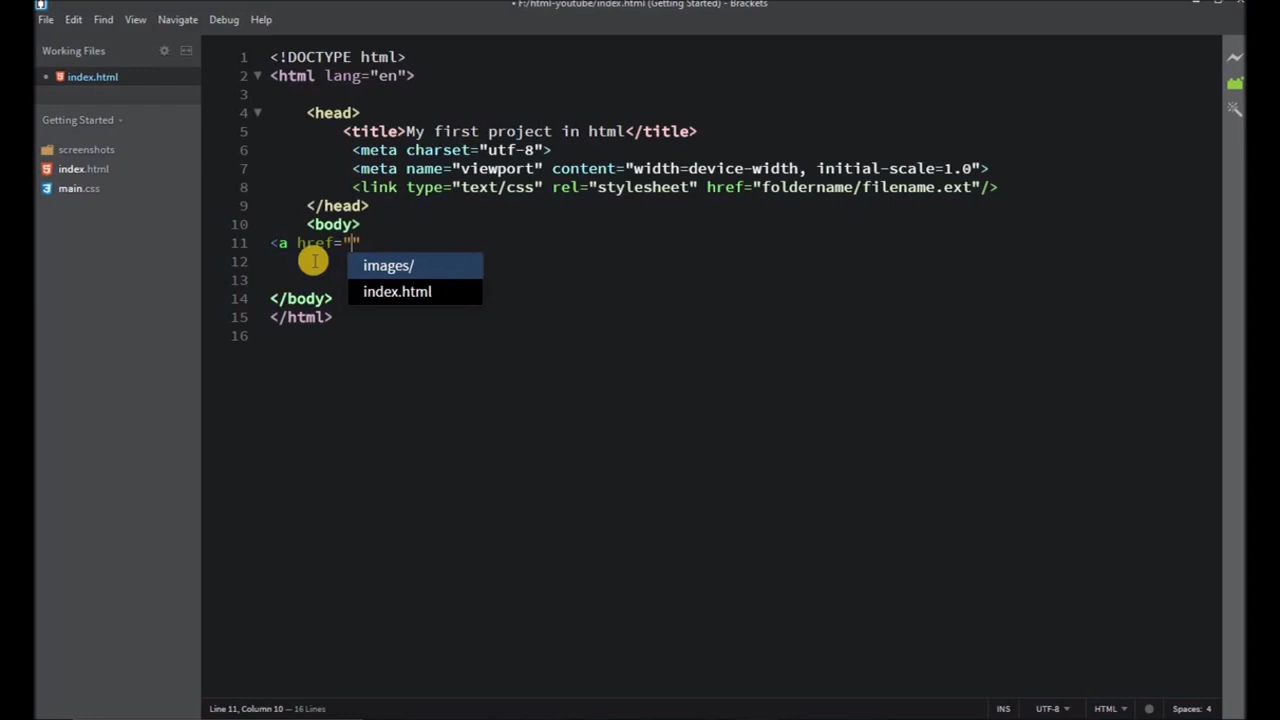 • F:/html-youtube/index.html (Getting Started) - Brackets
File Edit Find View Navigate Debug Help
Working Files
• index.html
Getting Started
screenshots
index.html
main.css
1 <!DOCTYPE html>
2 <html lang="en">
3
4 <head>
5 <title>My first project in html</title>
6 <meta charset="utf-8">
7 <meta name="viewport" content="width=device-width, initial-scale=1.0">
8 <link type="text/css" rel="stylesheet" href="foldername/filename.ext"/>
9 </head>
10 <body>
11 <a href=""
12 images/
13 index.html
14 </body>
15 </html>
16
Line 11, Column 10 — 16 Lines
INS UTF-8 HTML Spaces: 4